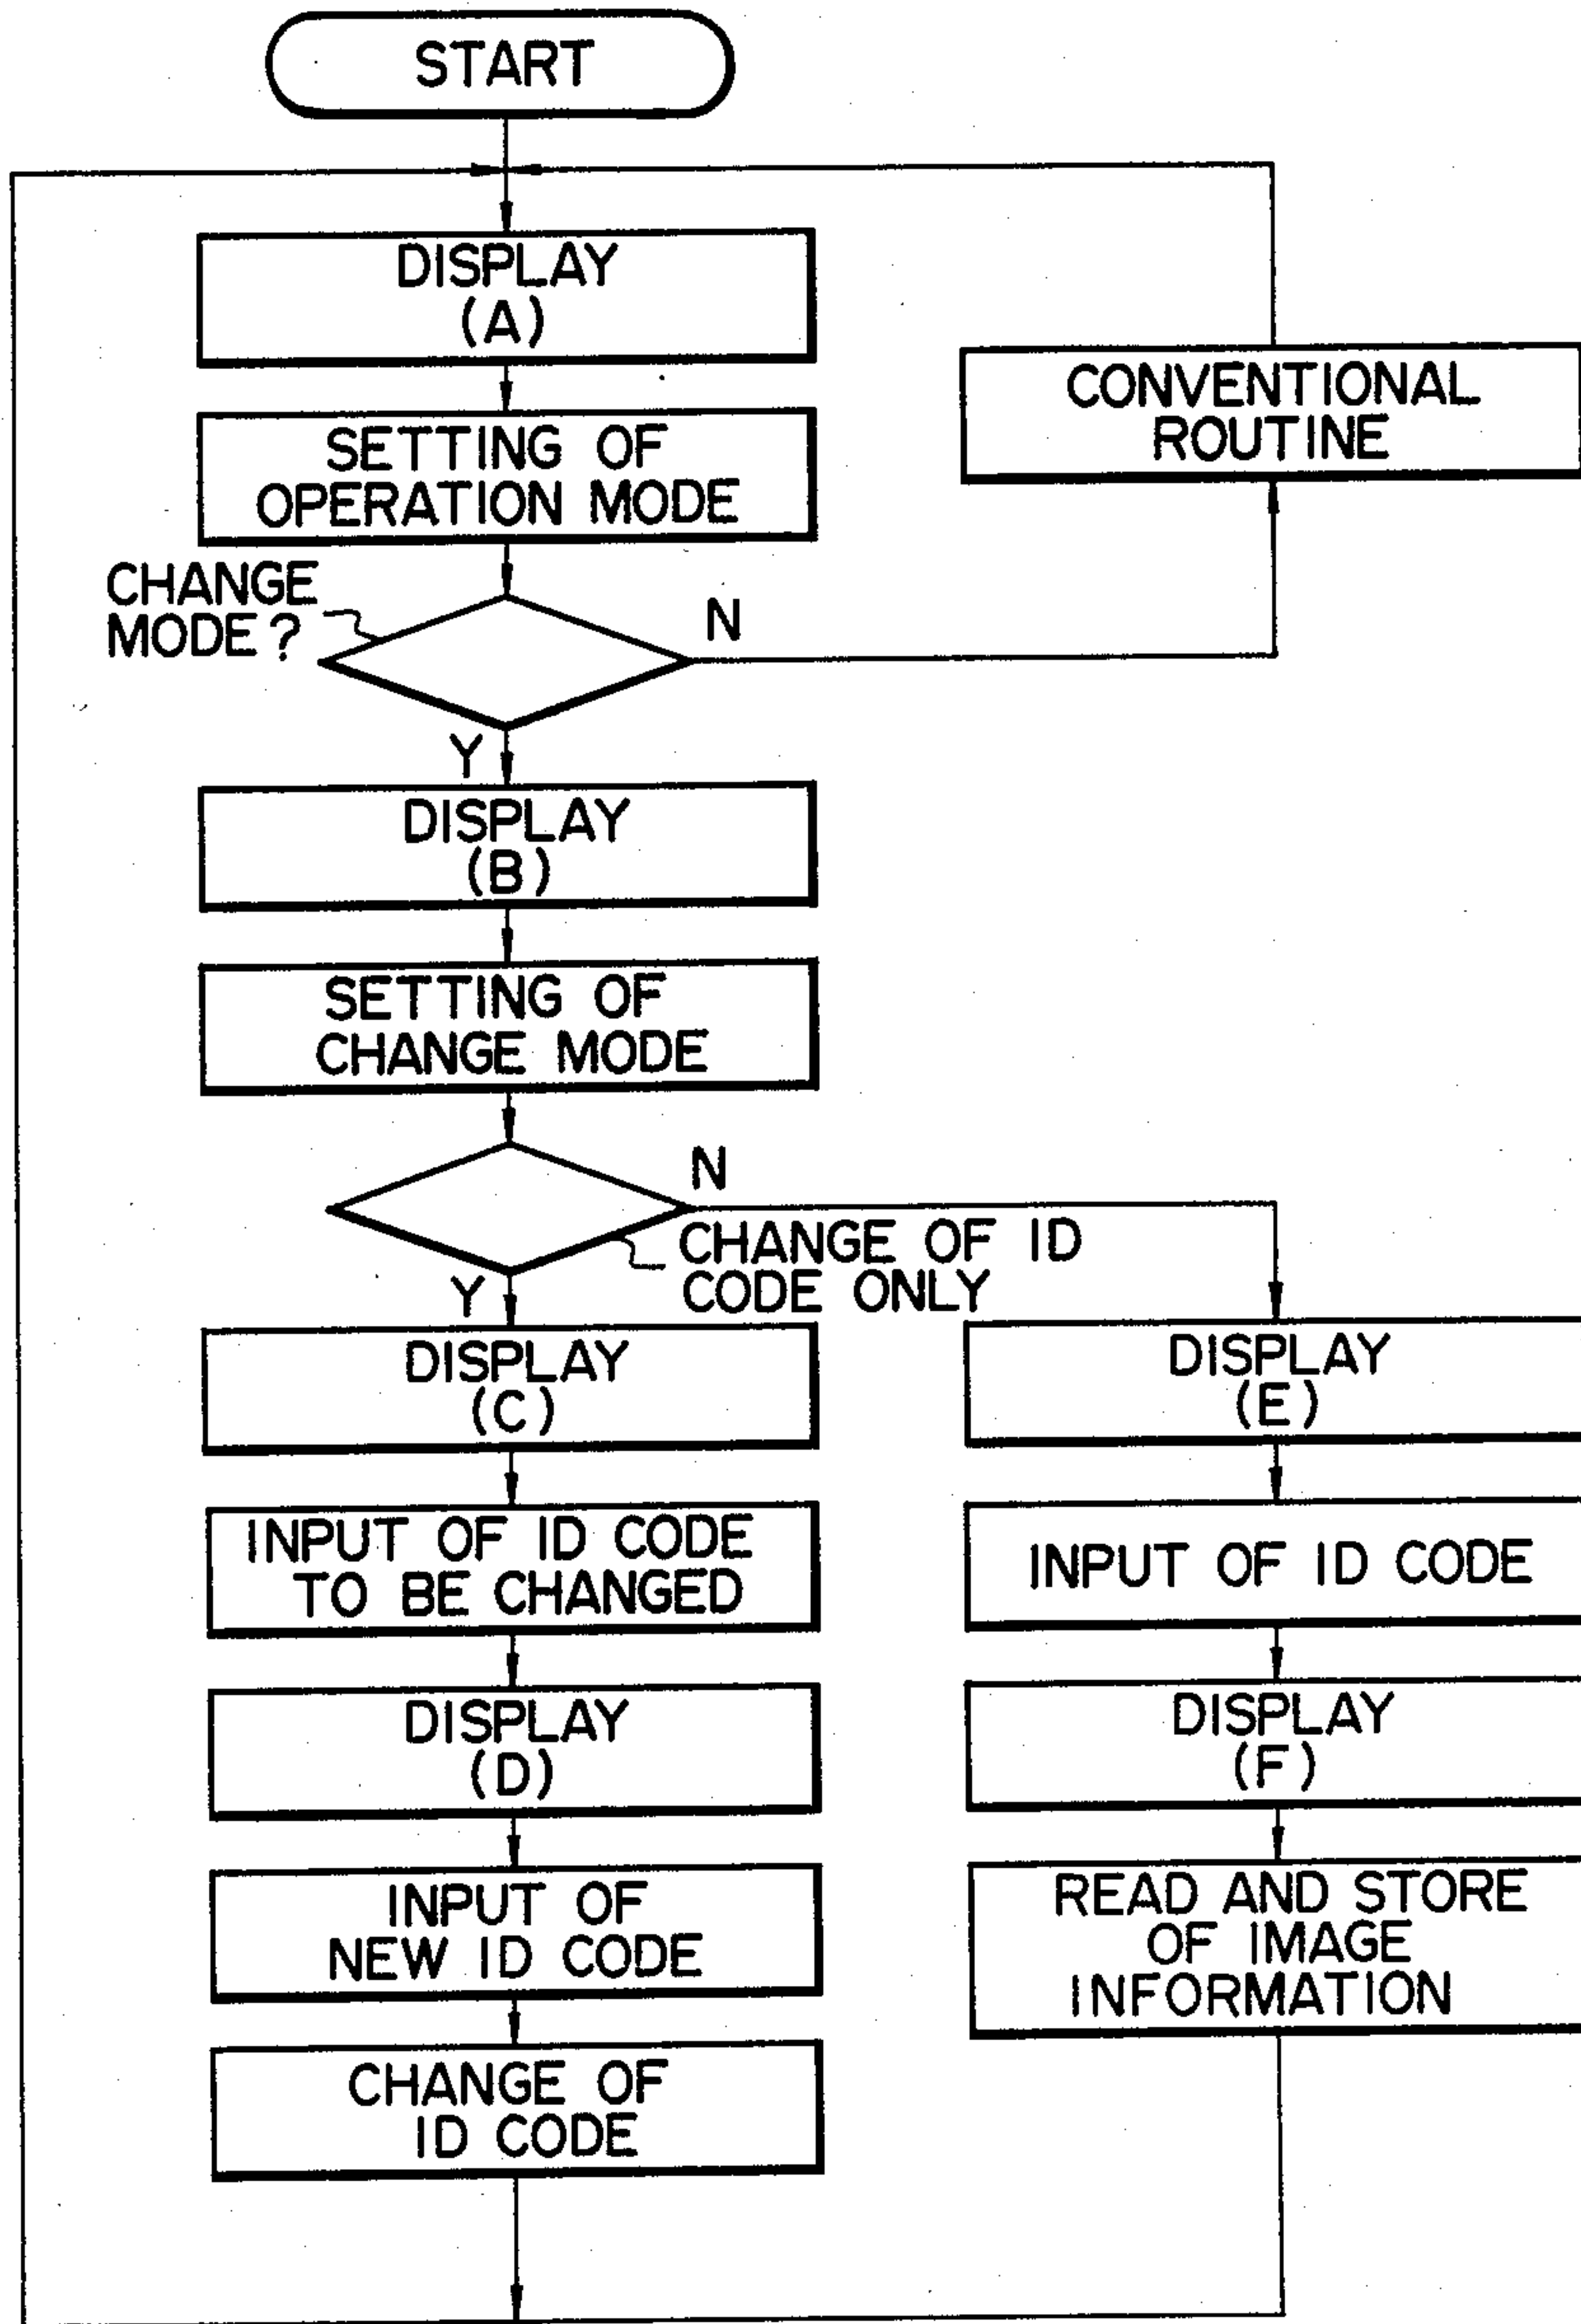 START
DISPLAY
(A)
SETTING OF
OPERATION MODE
CONVENTIONAL
ROUTINE
CHANGE
MODE?
N
Y
DISPLAY
(B)
SETTING OF
CHANGE MODE
N
CHANGE OF ID
CODE ONLY
Y
DISPLAY
(C)
INPUT OF ID CODE
TO BE CHANGED
DISPLAY
(D)
INPUT OF
NEW ID CODE
CHANGE OF
ID CODE
DISPLAY
(E)
INPUT OF ID CODE
DISPLAY
(F)
READ AND STORE
OF IMAGE
INFORMATION